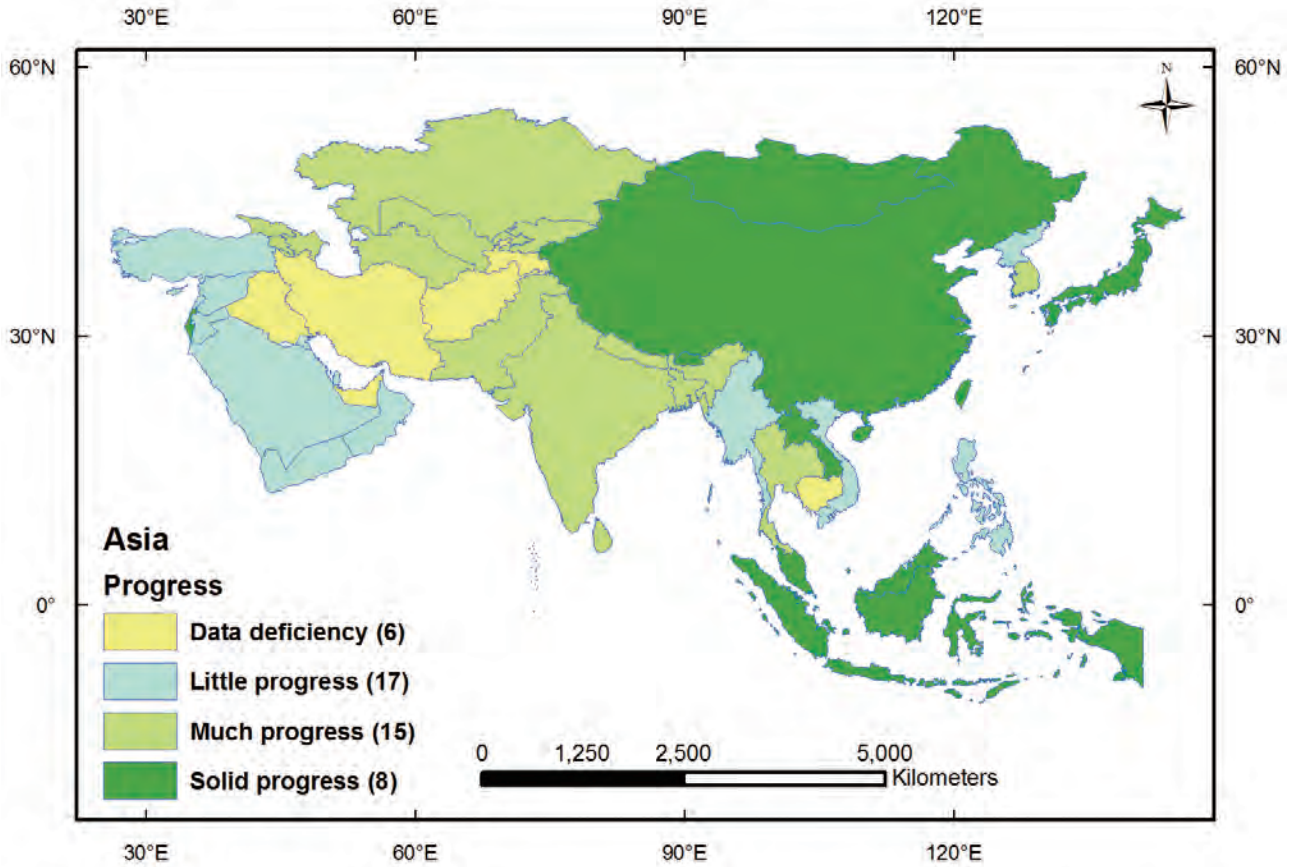 30°E 60°E 90°E 120°E
60°N 60°N
N
30°N 30°N
0° 0°
Asia
Progress
Data deficiency (6)
Little progress (17)
Much progress (15)
Solid progress (8)
0 1,250 2,500 5,000
Kilometers
30°E 60°E 90°E 120°E